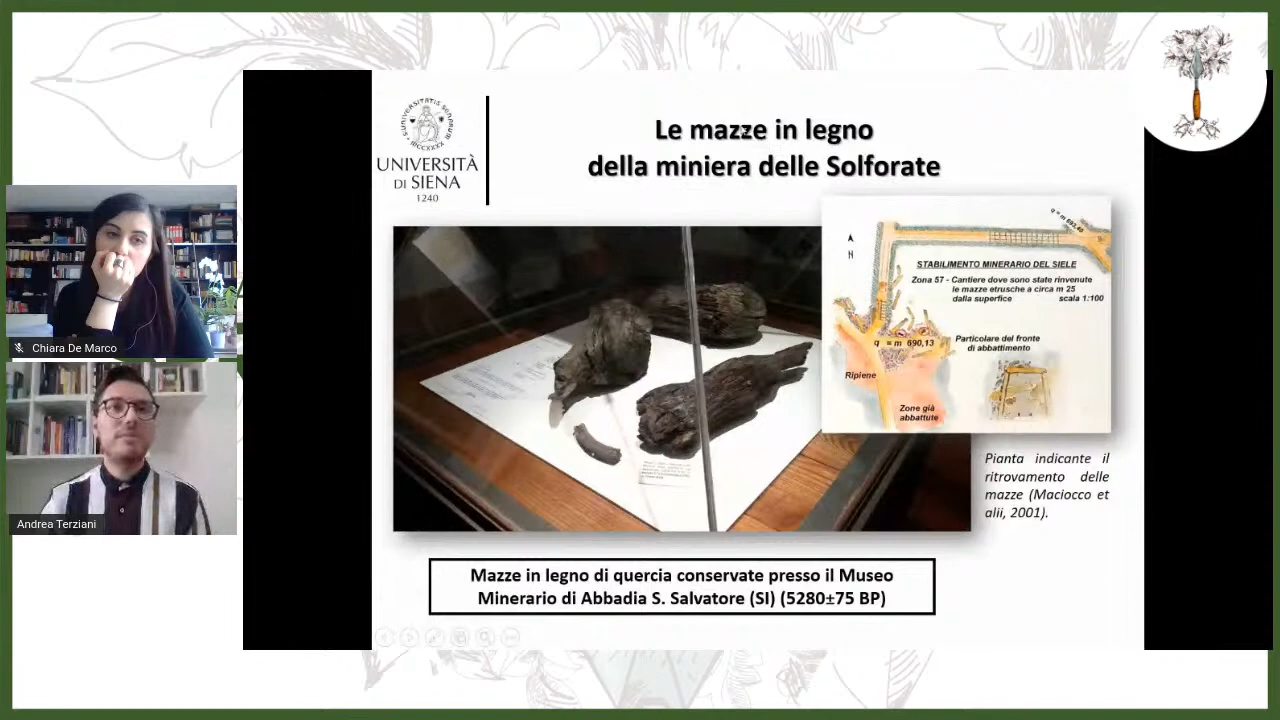 Le mazze in legno
della miniera delle Solforate
UNIVERSITÀ
DI SIENA
1240
q = m 693,40
N
STABILIMENTO MINERARIO DEL SIELE
Zona 57 - Cantiere dove sono state rinvenute
le mazze etrusche a circa m 25
dalla superfice scala 1:100
q = m 690,13
Particolare del fronte
di abbattimento
Ripiene
Zone già
abbattute
Pianta indicante il
ritrovamento delle
mazze (Maciocco et
alii, 2001).
Mazze in legno di quercia conservate presso il Museo
Minerario di Abbadia S. Salvatore (SI) (5280±75 BP)
Chiara De Marco
Andrea Terziani